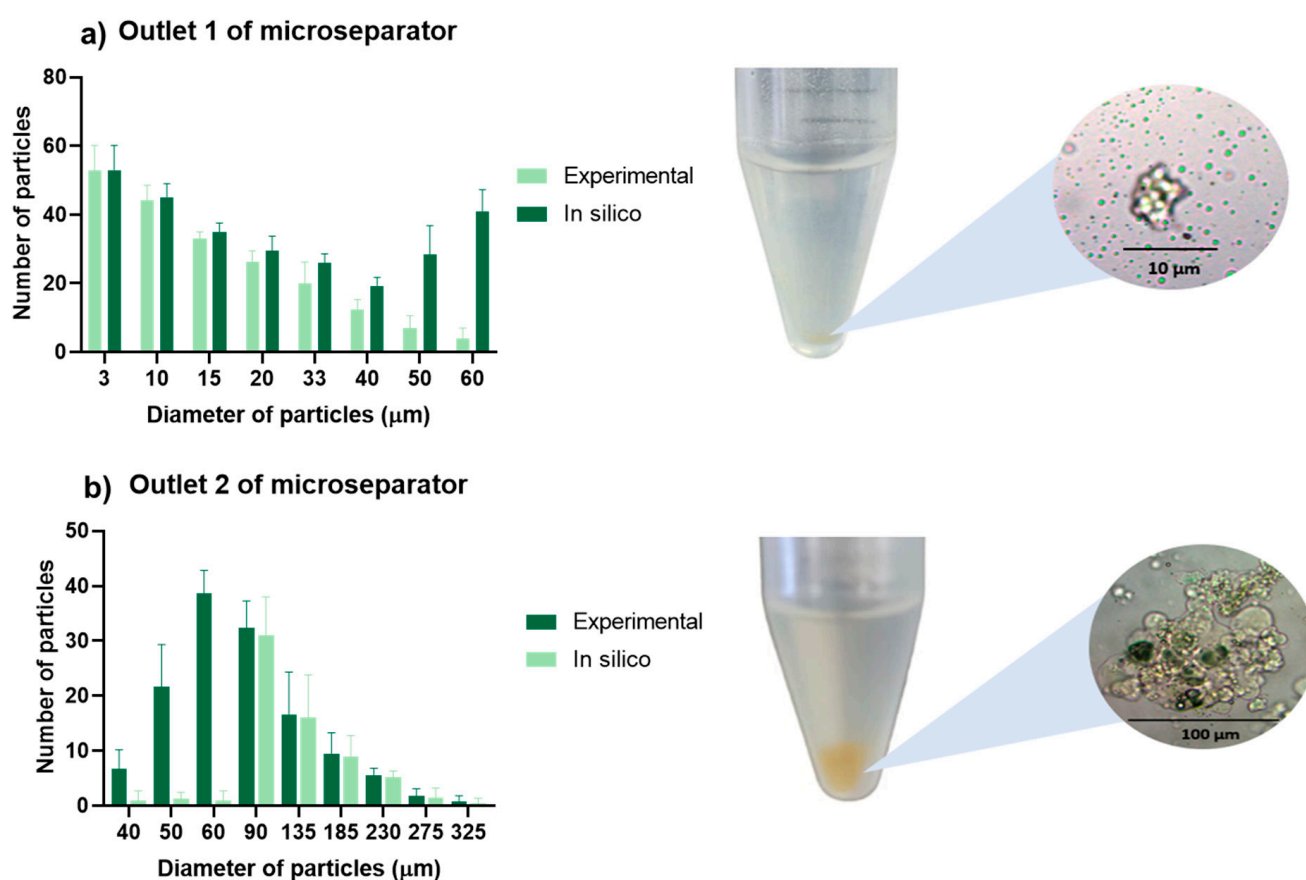 a) Outlet 1 of microseparator
80
60
40
20
0
Number of particles
3 10 15 20 33 40 50 60
Diameter of particles (μm)
Experimental
In silico
10 μm
b) Outlet 2 of microseparator
50
40
30
20
10
0
Number of particles
40 50 60 90 135 185 230 275 325
Diameter of particles (μm)
Experimental
In silico
100 μm